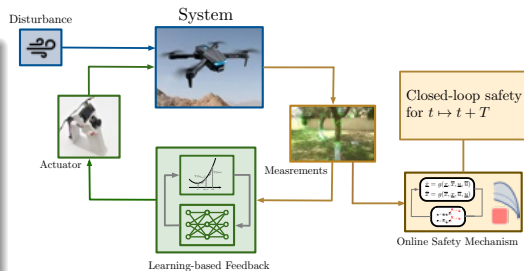 System
Disturbance
Closed-loop safety
for t ↦ t + T
Actuator
Measrements
Online Safety Mechanism
Learning-based Feedback